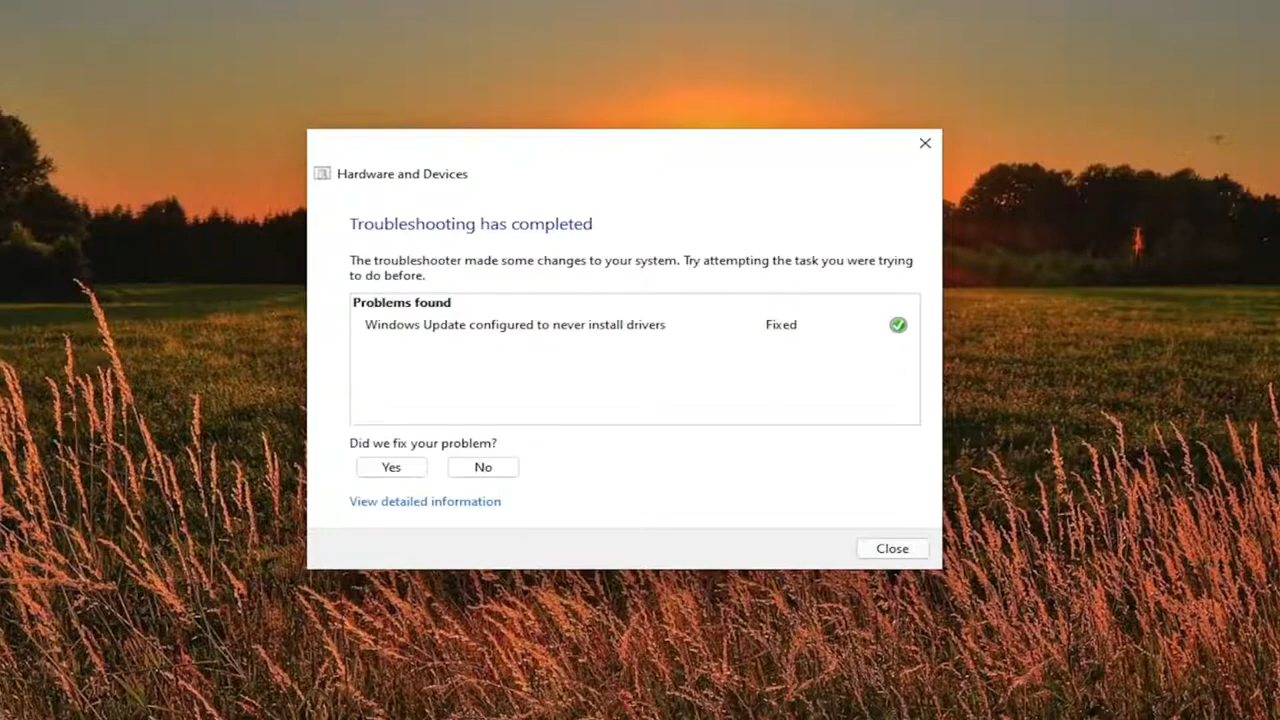 Hardware and Devices
Troubleshooting has completed
The troubleshooter made some changes to your system. Try attempting the task you were trying
to do before.
Problems found
Windows Update configured to never install drivers Fixed
Did we fix your problem?
Yes No
View detailed information
Close